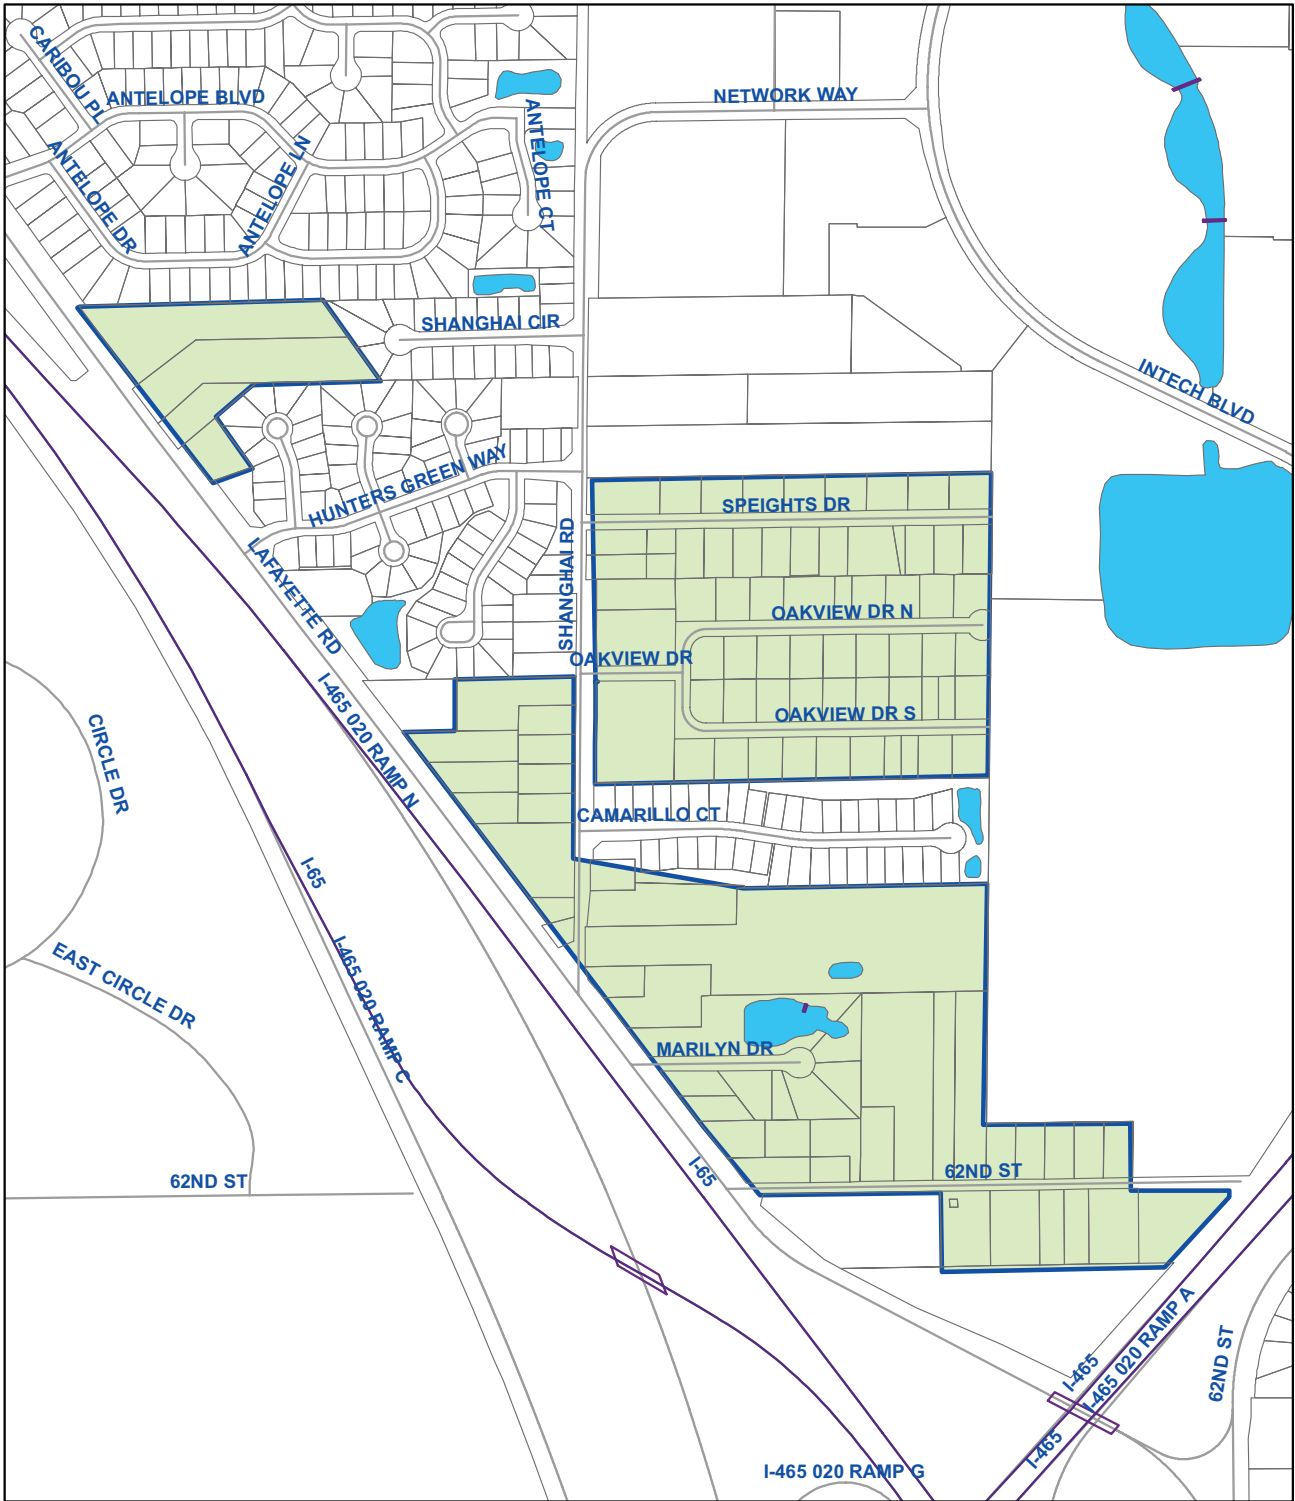 CARIBOU PL
ANTELOPE BLVD
ANTELOPE CT
NETWORK WAY
ANTELOPE DR
ANTELOPE LN
SHANGHAI CIR
INTECH BLVD
HUNTERS GREEN WAY
SPEIGHTS DR
LAFAYETTE RD
SHANGHAI RD
OAKVIEW DR N
OAKVIEW DR
OAKVIEW DR S
I-465 020 RAMP N
CIRCLE DR
CAMARILLO CT
I-65
I-465 020 RAMP C
EAST CIRCLE DR
MARILYN DR
62ND ST
I-65
62ND ST
I-465
I-465 020 RAMP A
62ND ST
I-465
I-465 020 RAMP G